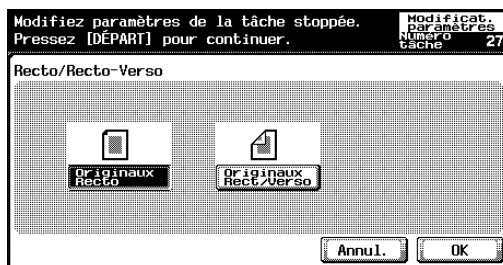 Modifiez paramètres de la tâche stoppée.
Pressez [DÉPART] pour continuer.
Modificat.
paramètres
Numéro
tâche 27
Recto/Recto-Verso
Originaux
Recto
Originaux
Rect/Verso
Annul.
OK